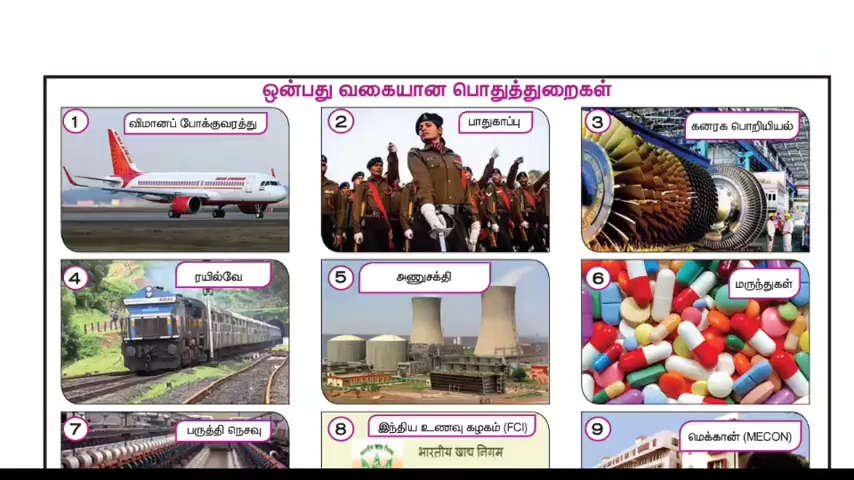 ஒன்பது வகையான பொதுத்துறைகள்
1 விமானப் போக்குவரத்து
2 பாதுகாப்பு
3 கனரக பொறியியல்
4 ரயில்வே
5 அணுசக்தி
6 மருந்துகள்
7 பருத்தி நெசவு
8 இந்திய உணவு கழகம் (FCI)
भारतीय खाद्य निगम
9 மெக்கான் (MECON)